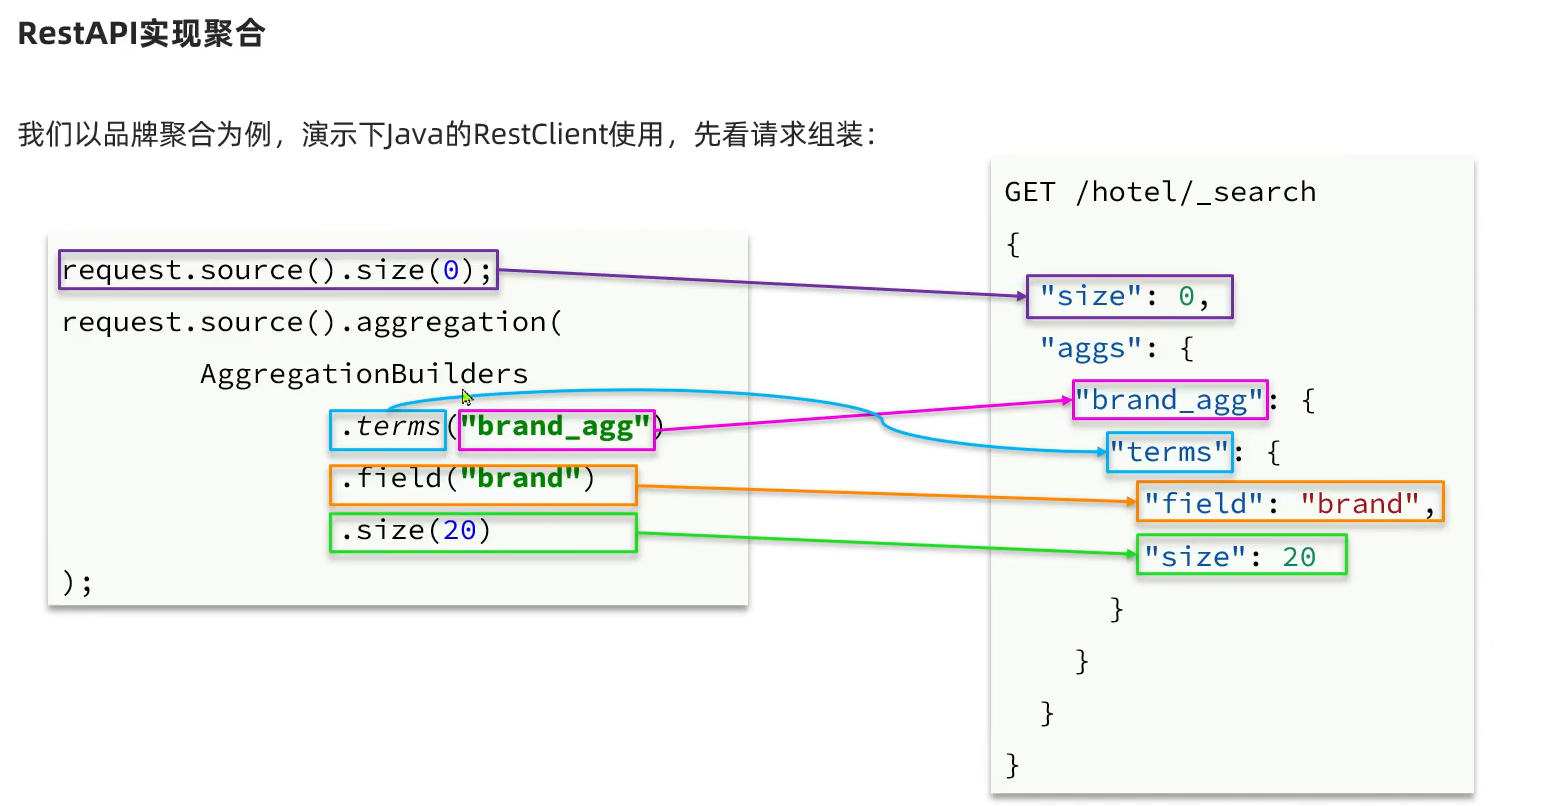 RestAPI实现聚合
我们以品牌聚合为例，演示下Java的RestClient使用，先看请求组装：
request.source().size(0);
request.source().aggregation(
AggregationBuilders
.terms("brand_agg")
.field("brand")
.size(20)
);
GET /hotel/_search
{
"size": 0,
"aggs": {
"brand_agg": {
"terms": {
"field": "brand",
"size": 20
}
}
}
}